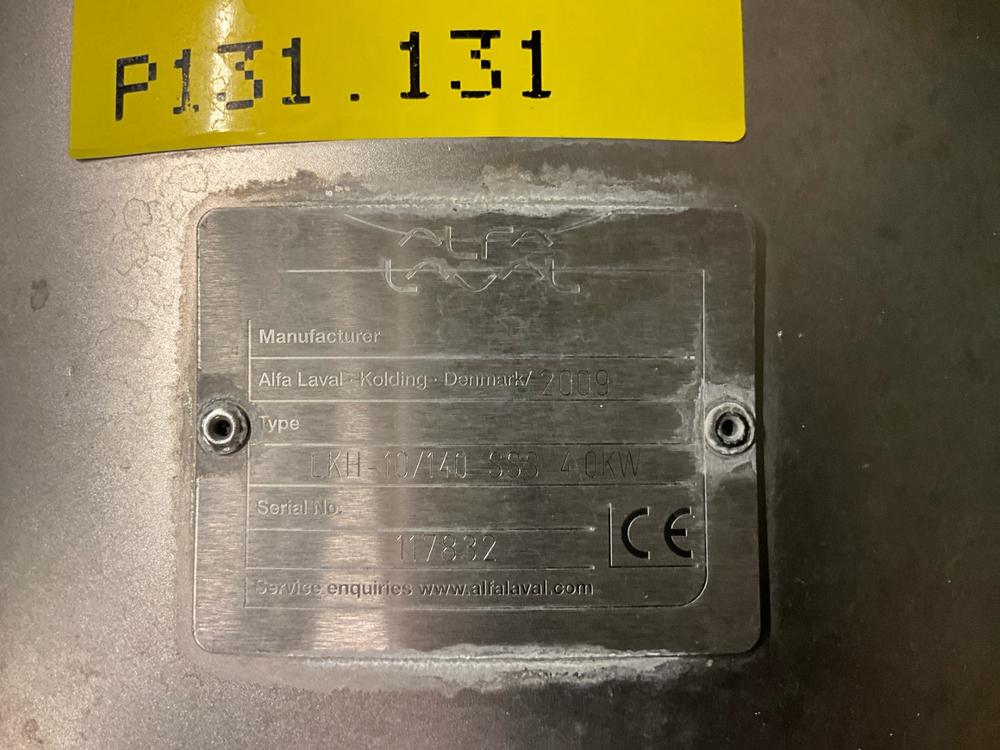 P131.131
ALFA
LAVAL
Manufacturer
Alfa Laval · Kolding · Denmark/ 2009
Type
LKH-10/140 SSS 4.0KW
Serial No.
117832
CE
Service enquiries www.alfalaval.com